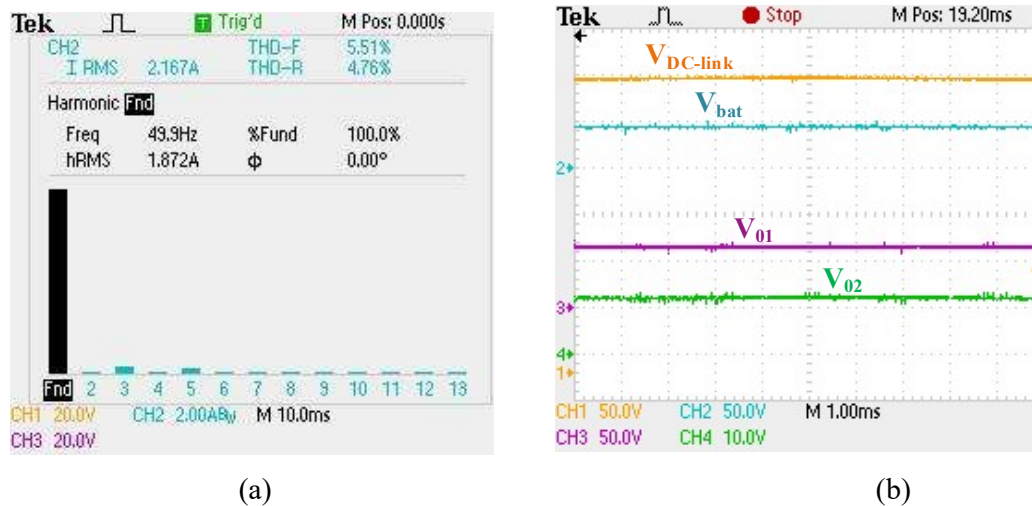 Tek T Trig'd M Pos: 0.000s
CH2 THD-F 5.51%
I RMS 2.167A THD-R 4.76%
Harmonic Fnd
Freq 49.9Hz %Fund 100.0%
hRMS 1.872A ϕ 0.00°
Fnd 2 3 4 5 6 7 8 9 10 11 12 13
CH1 20.0V CH2 2.00ABW M 10.0ms
CH3 20.0V
(a)
Tek Stop M Pos: 19.20ms
VDC-link
Vbat
2
V01
V02
3
4
1
CH1 50.0V CH2 50.0V M 1.00ms
CH3 50.0V CH4 10.0V
(b)